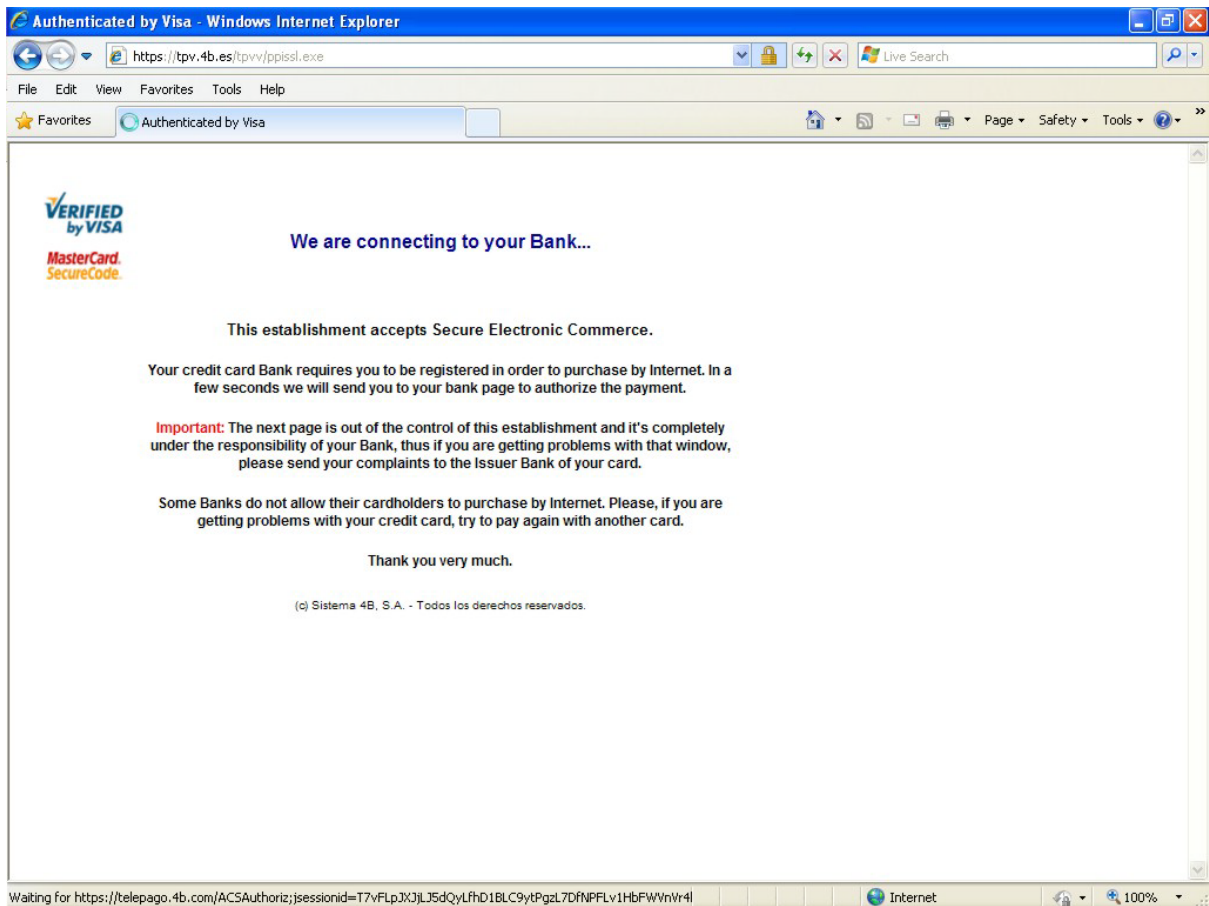 Authenticated by Visa - Windows Internet Explorer
https://tpv.4b.es/tpvv/ppissl.exe
Live Search
File Edit View Favorites Tools Help
Favorites
Authenticated by Visa
Page Safety Tools
VERIFIED
by VISA
MasterCard.
SecureCode.
We are connecting to your Bank...
This establishment accepts Secure Electronic Commerce.
Your credit card Bank requires you to be registered in order to purchase by Internet. In a
few seconds we will send you to your bank page to authorize the payment.
Important: The next page is out of the control of this establishment and it's completely
under the responsibility of your Bank, thus if you are getting problems with that window,
please send your complaints to the Issuer Bank of your card.
Some Banks do not allow their cardholders to purchase by Internet. Please, if you are
getting problems with your credit card, try to pay again with another card.
Thank you very much.
(c) Sistema 4B, S.A. - Todos los derechos reservados.
Waiting for https://telepago.4b.com/ACSAuthoriz;jsessionid=T7vFLpJXJjLJ5dQyLfhD1BLC9ytPgzL7DfNPFLv1HbFWVnVr4l
Internet
100%